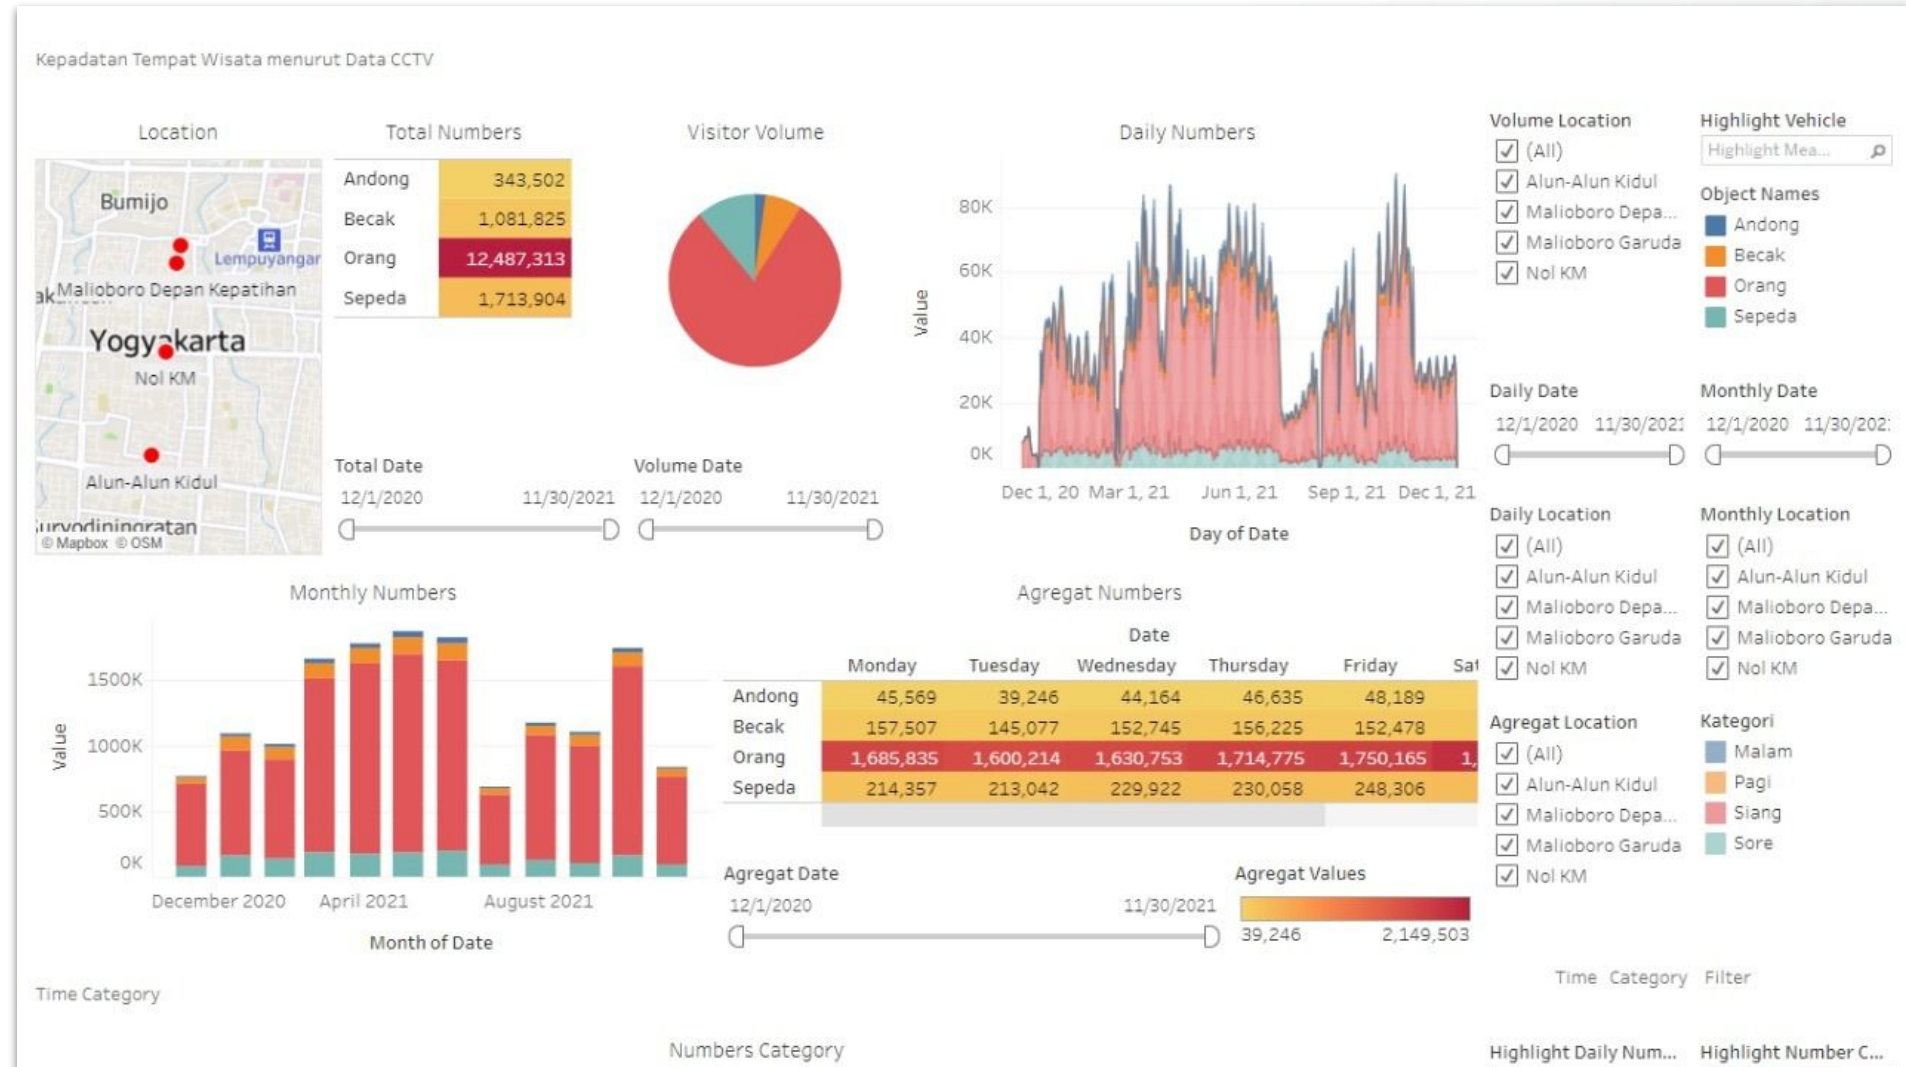 Kepadatan Tempat Wisata menurut Data CCTV
Location
Bumijo
Lempuyangar
Malioboro Depan Kepatihan
Yogyakarta
Nol KM
Alun-Alun Kidul
© Mapbox © OSM
Total Numbers
Andong 343,502
Becak 1,081,825
Orang 12,487,313
Sepeda 1,713,904
Total Date
12/1/2020 11/30/2021
Visitor Volume
Volume Date
12/1/2020 11/30/2021
Daily Numbers
Value
80K
60K
40K
20K
0K
Dec 1, 20 Mar 1, 21 Jun 1, 21 Sep 1, 21 Dec 1, 21
Day of Date
Volume Location
(All)
Alun-Alun Kidul
Malioboro Depa...
Malioboro Garuda
Nol KM
Highlight Vehicle
Highlight Mea...
Object Names
Andong
Becak
Orang
Sepeda
Daily Date
12/1/2020 11/30/2021
Monthly Date
12/1/2020 11/30/202
Daily Location
(All)
Alun-Alun Kidul
Malioboro Depa...
Malioboro Garuda
Nol KM
Monthly Location
(All)
Alun-Alun Kidul
Malioboro Depa...
Malioboro Garuda
Nol KM
Monthly Numbers
Value
1500K
1000K
500K
0K
December 2020 April 2021 August 2021
Month of Date
Agregat Numbers
Date
Monday Tuesday Wednesday Thursday Friday Sat
Andong 45,569 39,246 44,164 46,635 48,189
Becak 157,507 145,077 152,745 156,225 152,478
Orang 1,685,835 1,600,214 1,630,753 1,714,775 1,750,165 1,
Sepeda 214,357 213,042 229,922 230,058 248,306
Agregat Date
12/1/2020 11/30/2021
Agregat Values
39,246 2,149,503
Agregat Location
(All)
Alun-Alun Kidul
Malioboro Depa...
Malioboro Garuda
Nol KM
Kategori
Malam
Pagi
Siang
Sore
Time Category Filter
Time Category
Numbers Category
Highlight Daily Num...
Highlight Number C...